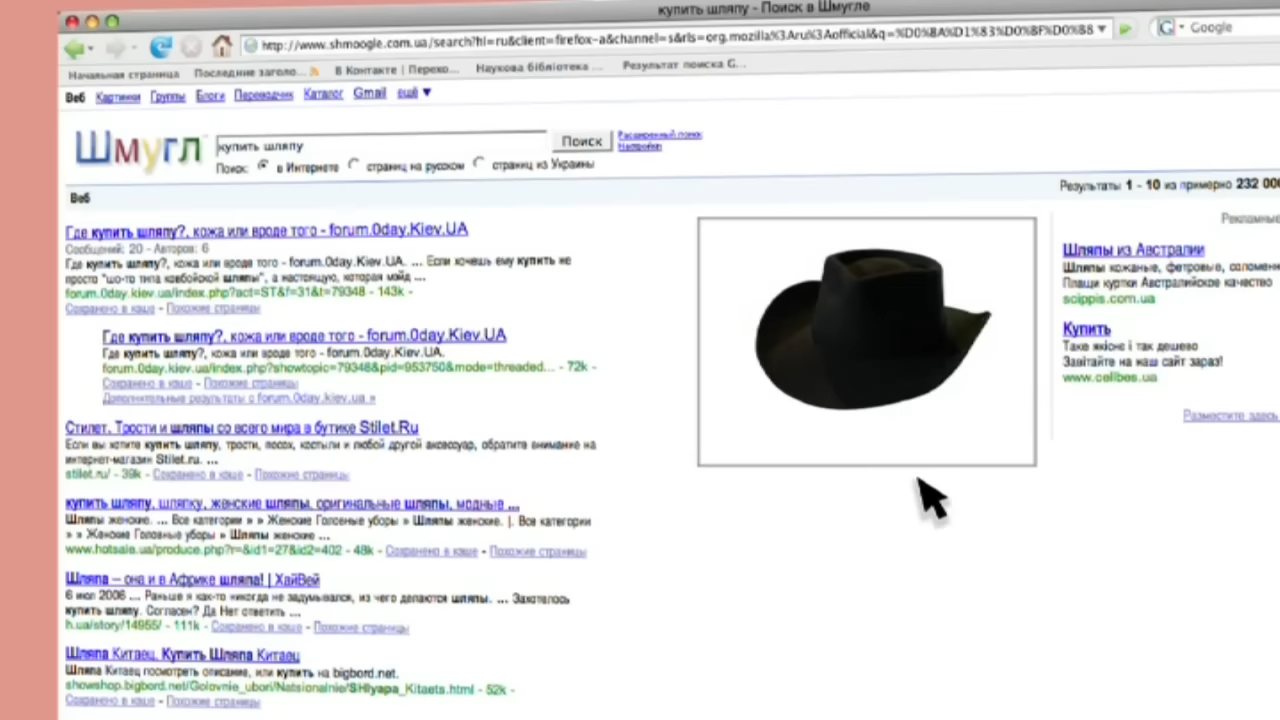 купить шляпу - Поиск в Шмугле
http://www.shmoogle.com.ua/search?hl=ru&client=firefox-a&channel=s&rls=org.mozilla%3Aru%3Aofficial&q=%D0%BA%D1%83%D0%BF%D0%B8
Google
Начальная страница
Последние заголо...
В Контакте | Перехо...
Наукова бібліотека ...
Результат поиска G...
Веб Картинки Группы Блоги Переводчик Каталог Gmail ещё ▼
Шмугл
купить шляпу
Поиск
Расширенный поиск
Настройки
Поиск: в Интернете страниц на русском страниц из Украины
Веб
Результаты 1 - 10 из примерно 232 000
Где купить шляпу?, кожа или вроде того - forum.0day.Kiev.UA
Сообщений: 20 - Авторов: 6
Где купить шляпу?, кожа или вроде того - forum.0day.Kiev.UA. ... Если хочешь ему купить не
просто "шо-то типа ковбойской шляпы", а настоящую, которая мэйд ...
forum.0day.kiev.ua/index.php?act=ST&f=31&t=79348 - 143k -
Сохранено в кэше - Похожие страницы
Где купить шляпу?, кожа или вроде того - forum.0day.Kiev.UA
Где купить шляпу?, кожа или вроде того - forum.0day.Kiev.UA.
forum.0day.kiev.ua/index.php?showtopic=79348&pid=953750&mode=threaded... - 72k -
Сохранено в кэше - Похожие страницы
Дополнительные результаты с forum.0day.kiev.ua »
Стилет. Трости и шляпы со всего мира в бутике Stilet.Ru
Если вы хотите купить шляпу, трости, посох, костыли и любой другой аксессуар, обратите внимание на
интернет-магазин Stilet.ru. ...
stilet.ru/ - 39k - Сохранено в кэше - Похожие страницы
купить шляпу, шляпку, женские шляпы, оригинальные шляпы, модные ...
Шляпы женские. ... Все категории » » Женские Головные уборы » Шляпы женские. |. Все категории
» » Женские Головные уборы » Шляпы женские ...
www.hotsale.ua/produce.php?r=&id1=27&id2=402 - 48k - Сохранено в кэше - Похожие страницы
Шляпа – она и в Африке шляпа! | ХайВей
6 июл 2006 ... Раньше я как-то никогда не задумывался, из чего делаются шляпы. ... Захотелось
купить шляпу. Согласен? Да Нет ответить ...
h.ua/story/14955/ - 111k - Сохранено в кэше - Похожие страницы
Шляпа Китаец. Купить Шляпа Китаец
Шляпа Китаец посмотреть описание, или купить на bigbord.net.
showshop.bigbord.net/Golovnie_ubori/Natsionalnie/SHlyapa_Kitaets.html - 52k -
Сохранено в кэше - Похожие страницы
Рекламные
Шляпы из Австралии
Шляпы кожаные, фетровые, соломен
Плащи куртки Австралийское качество
scippis.com.ua
Купить
Таке якісне і так дешево
Завітайте на наш сайт зараз!
www.cellbes.ua
Разместите здесь